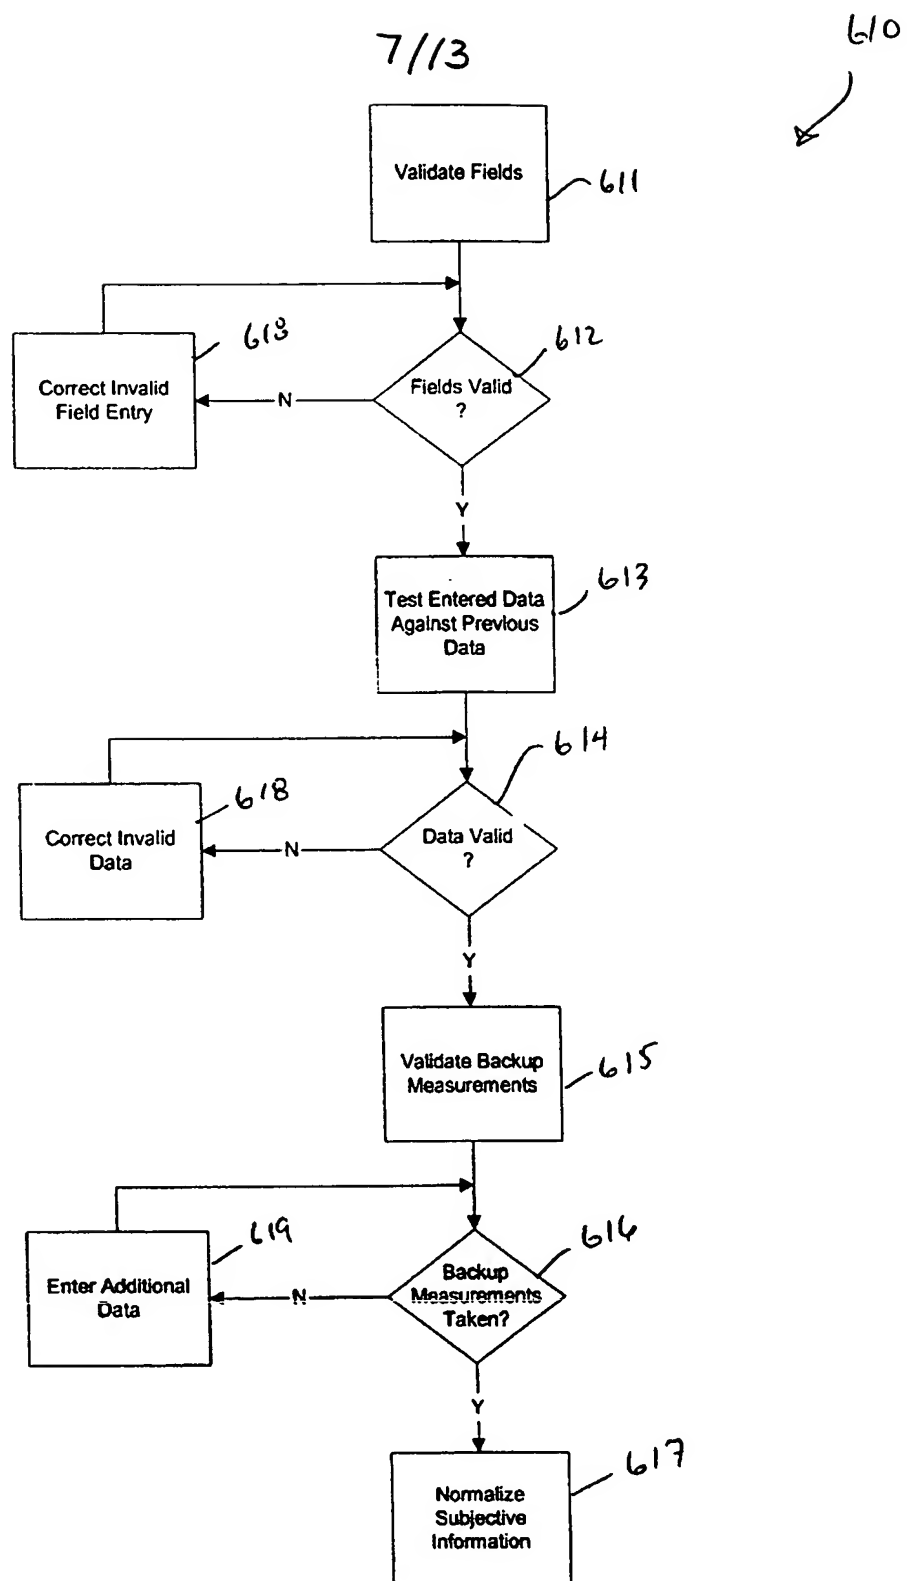 7/13
610
Validate Fields
611
618
612
Correct Invalid
Field Entry
N
Fields Valid
?
Y
613
Test Entered Data
Against Previous
Data
614
618
Correct Invalid
Data
N
Data Valid
?
Y
Validate Backup
Measurements
615
619
616
Enter Additional
Data
N
Backup
Measurements
Taken?
Y
617
Normalize
Subjective
Information